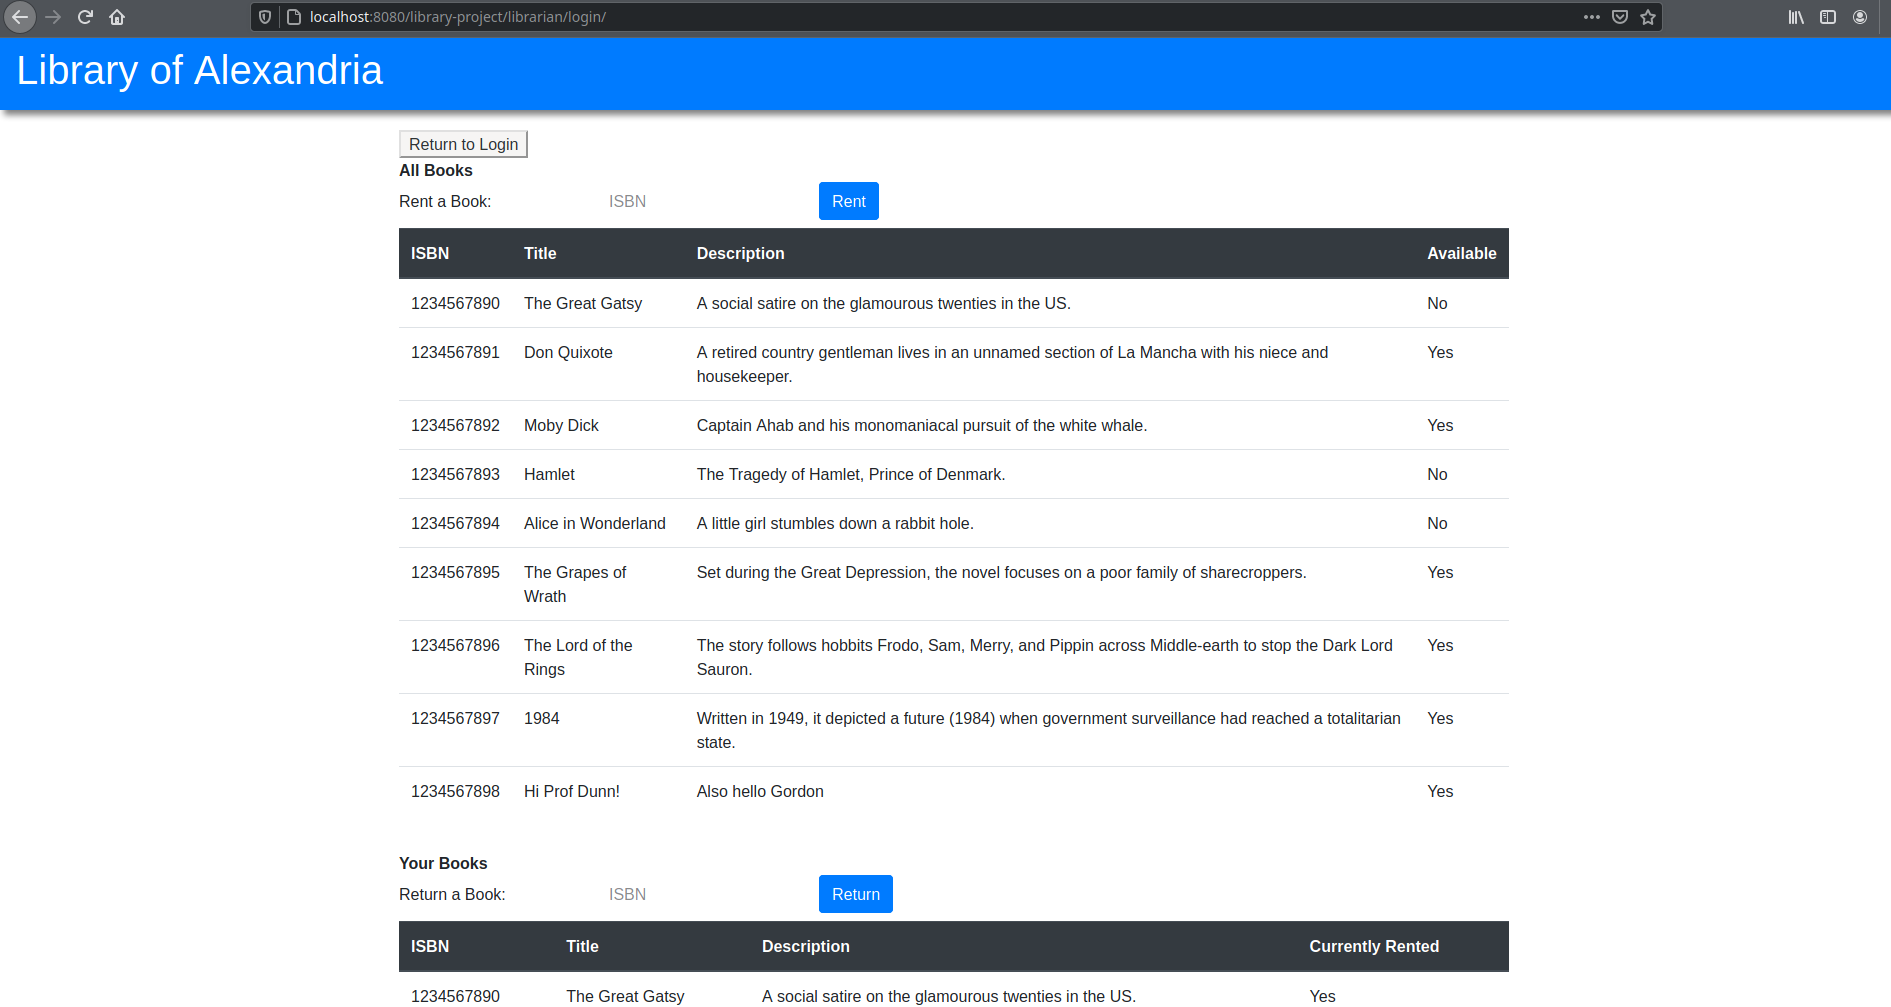 localhost:8080/library-project/librarian/login/
Library of Alexandria
Return to Login
All Books
Rent a Book: ISBN Rent
ISBN Title Description Available
1234567890 The Great Gatsy A social satire on the glamourous twenties in the US. No
1234567891 Don Quixote A retired country gentleman lives in an unnamed section of La Mancha with his niece and Yes
housekeeper.
1234567892 Moby Dick Captain Ahab and his monomaniacal pursuit of the white whale. Yes
1234567893 Hamlet The Tragedy of Hamlet, Prince of Denmark. No
1234567894 Alice in Wonderland A little girl stumbles down a rabbit hole. No
1234567895 The Grapes of Set during the Great Depression, the novel focuses on a poor family of sharecroppers. Yes
Wrath
1234567896 The Lord of the The story follows hobbits Frodo, Sam, Merry, and Pippin across Middle-earth to stop the Dark Lord Yes
Rings Sauron.
1234567897 1984 Written in 1949, it depicted a future (1984) when government surveillance had reached a totalitarian Yes
state.
1234567898 Hi Prof Dunn! Also hello Gordon Yes
Your Books
Return a Book: ISBN Return
ISBN Title Description Currently Rented
1234567890 The Great Gatsy A social satire on the glamourous twenties in the US. Yes